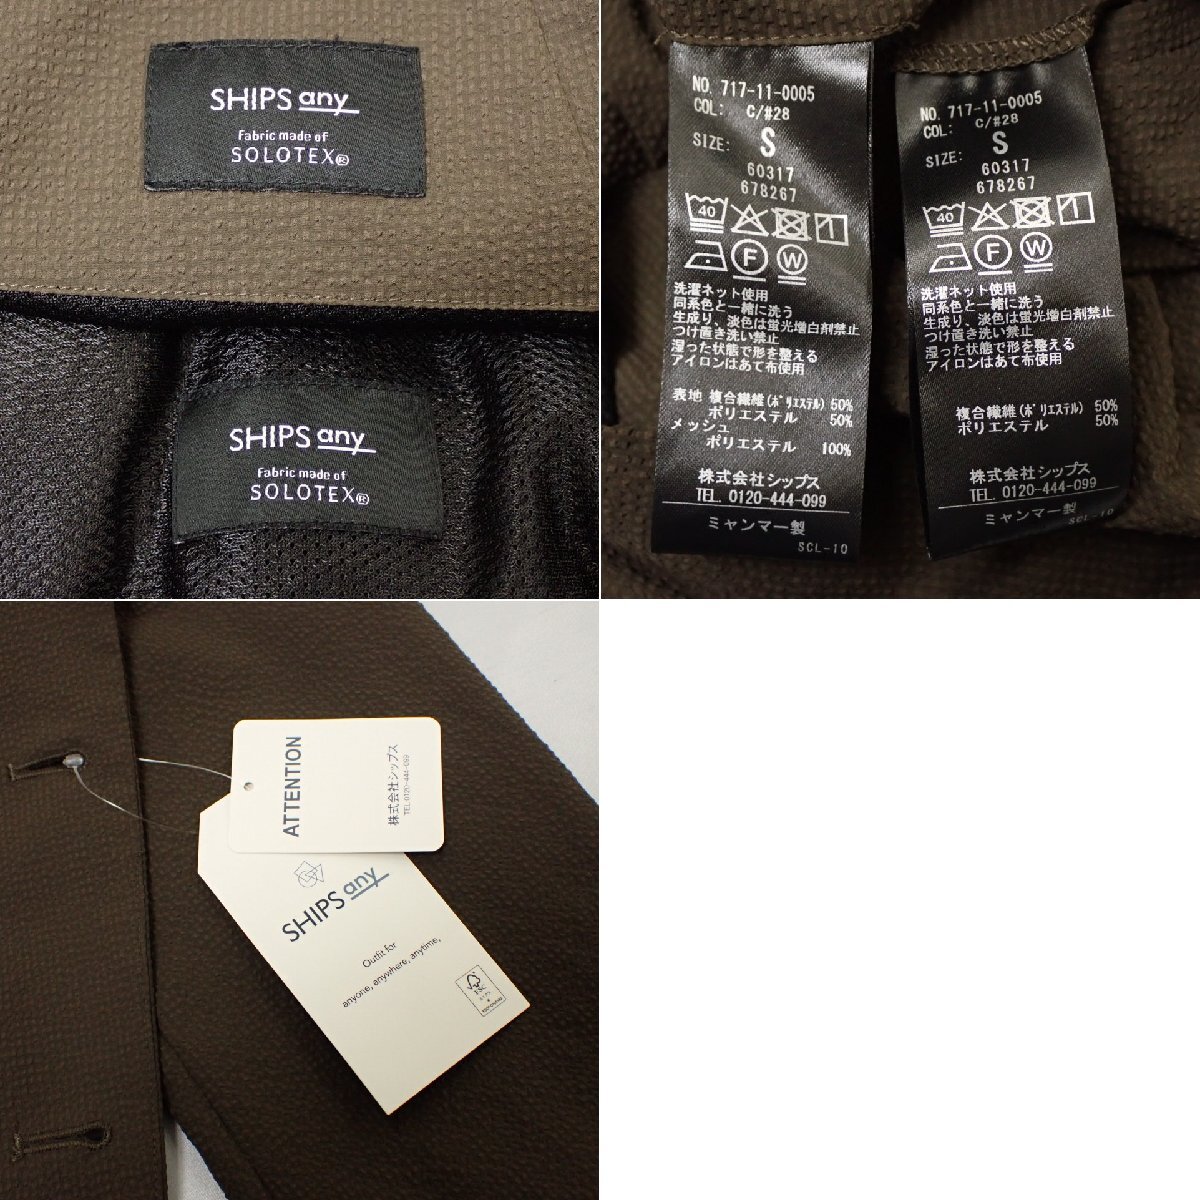 SHIPS any
Fabric made of
SOLOTEX®
SHIPS any
Fabric made of
SOLOTEX®
NO. 717-11-0005
COL: C/#28
SIZE: S
60317
678267
40
F W
洗濯ネット使用
同系色と一緒に洗う
生成り、淡色は蛍光増白剤禁止
つけ置き洗い禁止
湿った状態で形を整える
アイロンはあて布使用
表地 複合繊維(ポリエステル) 50%
ポリエステル 50%
メッシュ
ポリエステル 100%
株式会社シップス
TEL. 0120-444-099
ミャンマー製
SCL-10
NO. 717-11-0005
COL: C/#28
SIZE: S
60317
678267
40
F W
洗濯ネット使用
同系色と一緒に洗う
生成り、淡色は蛍光増白剤禁止
つけ置き洗い禁止
湿った状態で形を整える
アイロンはあて布使用
複合繊維(ポリエステル) 50%
ポリエステル 50%
株式会社シップス
TEL. 0120-444-099
ミャンマー製
SCL-10
ATTENTION
株式会社シップス
TEL.0120-444-099
SHIPS any
Outfit for
anyone, anywhere, anytime,
FSC